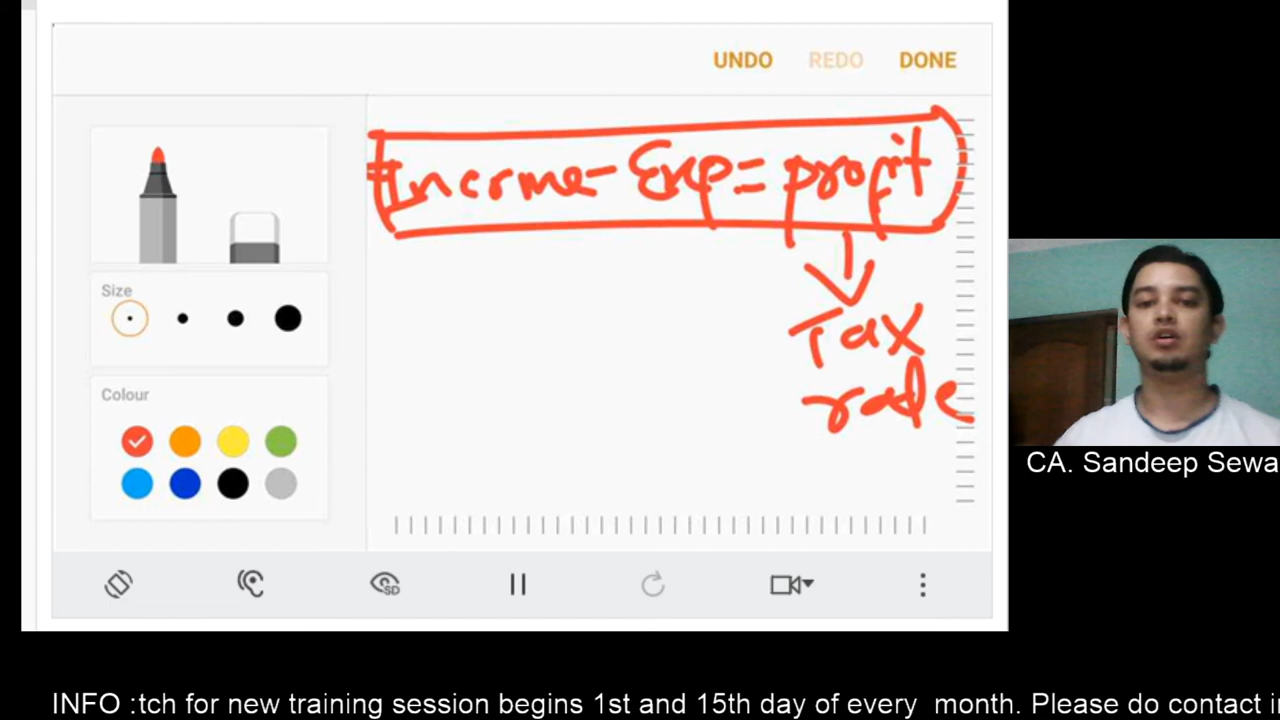 UNDO REDO DONE
Income - Exp = profit
Tax
rate
Size
Colour
SD
CA. Sandeep Sewa
INFO :tch for new training session begins 1st and 15th day of every month. Please do contact i